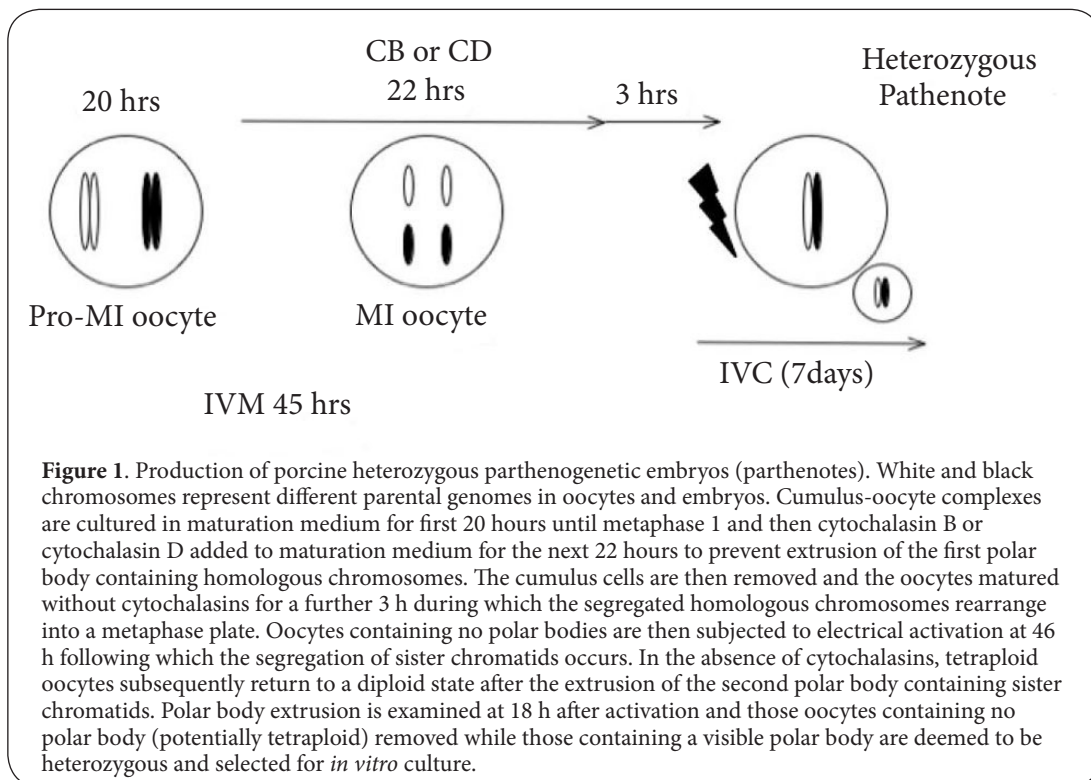 CB or CD
22 hrs
20 hrs
3 hrs
Heterozygous
Pathenote
Pro-MI oocyte
MI oocyte
IVC (7days)
IVM 45 hrs
Figure 1. Production of porcine heterozygous parthenogenetic embryos (parthenotes). White and black
chromosomes represent different parental genomes in oocytes and embryos. Cumulus-oocyte complexes
are cultured in maturation medium for first 20 hours until metaphase 1 and then cytochalasin B or
cytochalasin D added to maturation medium for the next 22 hours to prevent extrusion of the first polar
body containing homologous chromosomes. The cumulus cells are then removed and the oocytes matured
without cytochalasins for a further 3 h during which the segregated homologous chromosomes rearrange
into a metaphase plate. Oocytes containing no polar bodies are then subjected to electrical activation at 46
h following which the segregation of sister chromatids occurs. In the absence of cytochalasins, tetraploid
oocytes subsequently return to a diploid state after the extrusion of the second polar body containing sister
chromatids. Polar body extrusion is examined at 18 h after activation and those oocytes containing no
polar body (potentially tetraploid) removed while those containing a visible polar body are deemed to be
heterozygous and selected for in vitro culture.